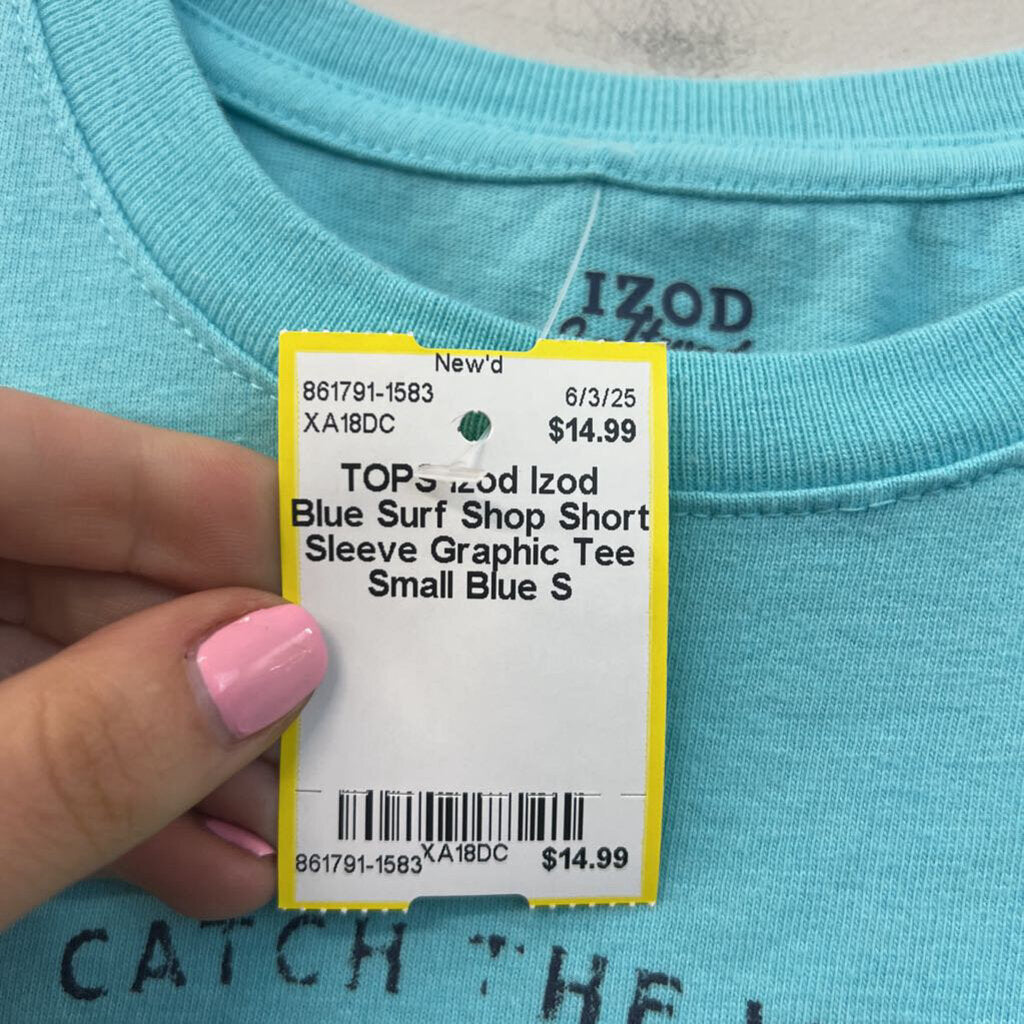 IZOD
New'd
861791-1583 6/3/25
XA18DC $14.99
TOPS Izod Izod
Blue Surf Shop Short
Sleeve Graphic Tee
Small Blue S
861791-1583 XA18DC $14.99
CATCH THE